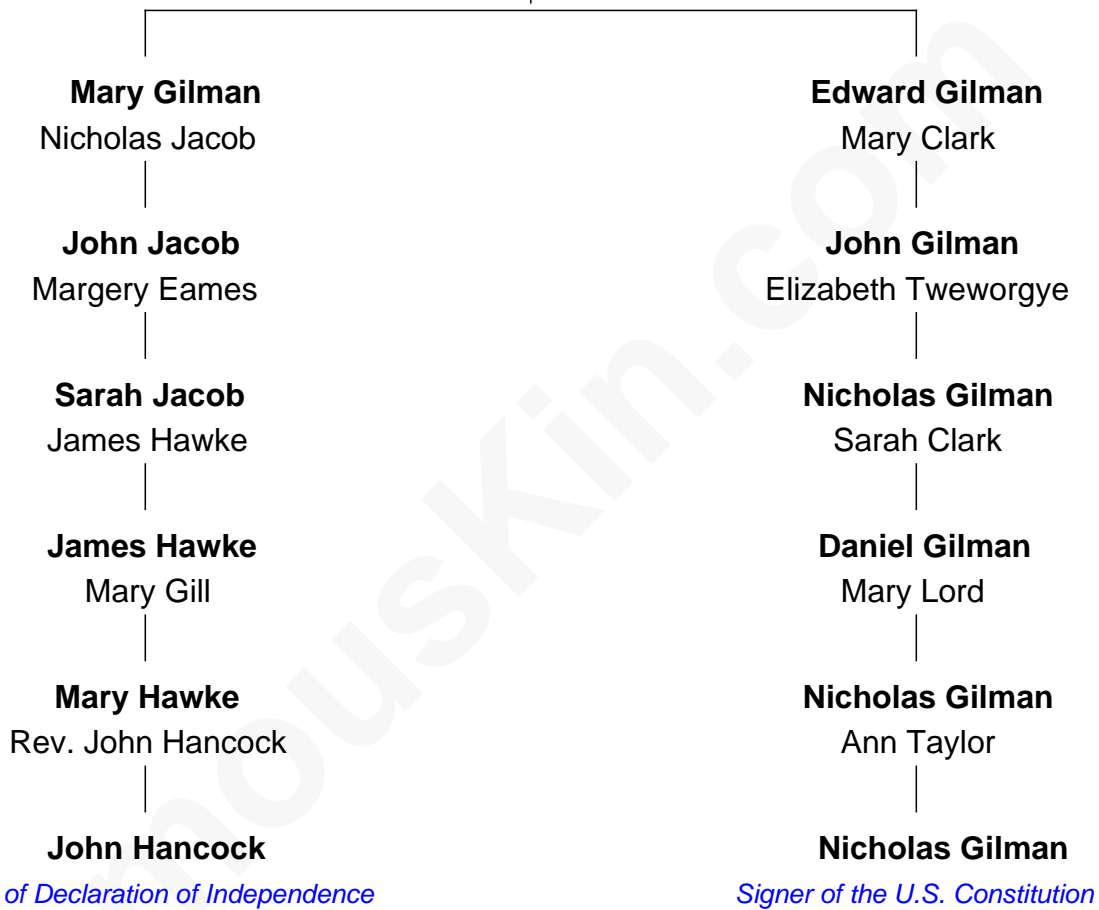 Mary Gilman
Nicholas Jacob
Edward Gilman
Mary Clark
John Jacob
Margery Eames
John Gilman
Elizabeth Tweworgye
Sarah Jacob
James Hawke
Nicholas Gilman
Sarah Clark
James Hawke
Mary Gill
Daniel Gilman
Mary Lord
Mary Hawke
Rev. John Hancock
Nicholas Gilman
Ann Taylor
John Hancock
of Declaration of Independence
Nicholas Gilman
Signer of the U.S. Constitution
mousKin.com